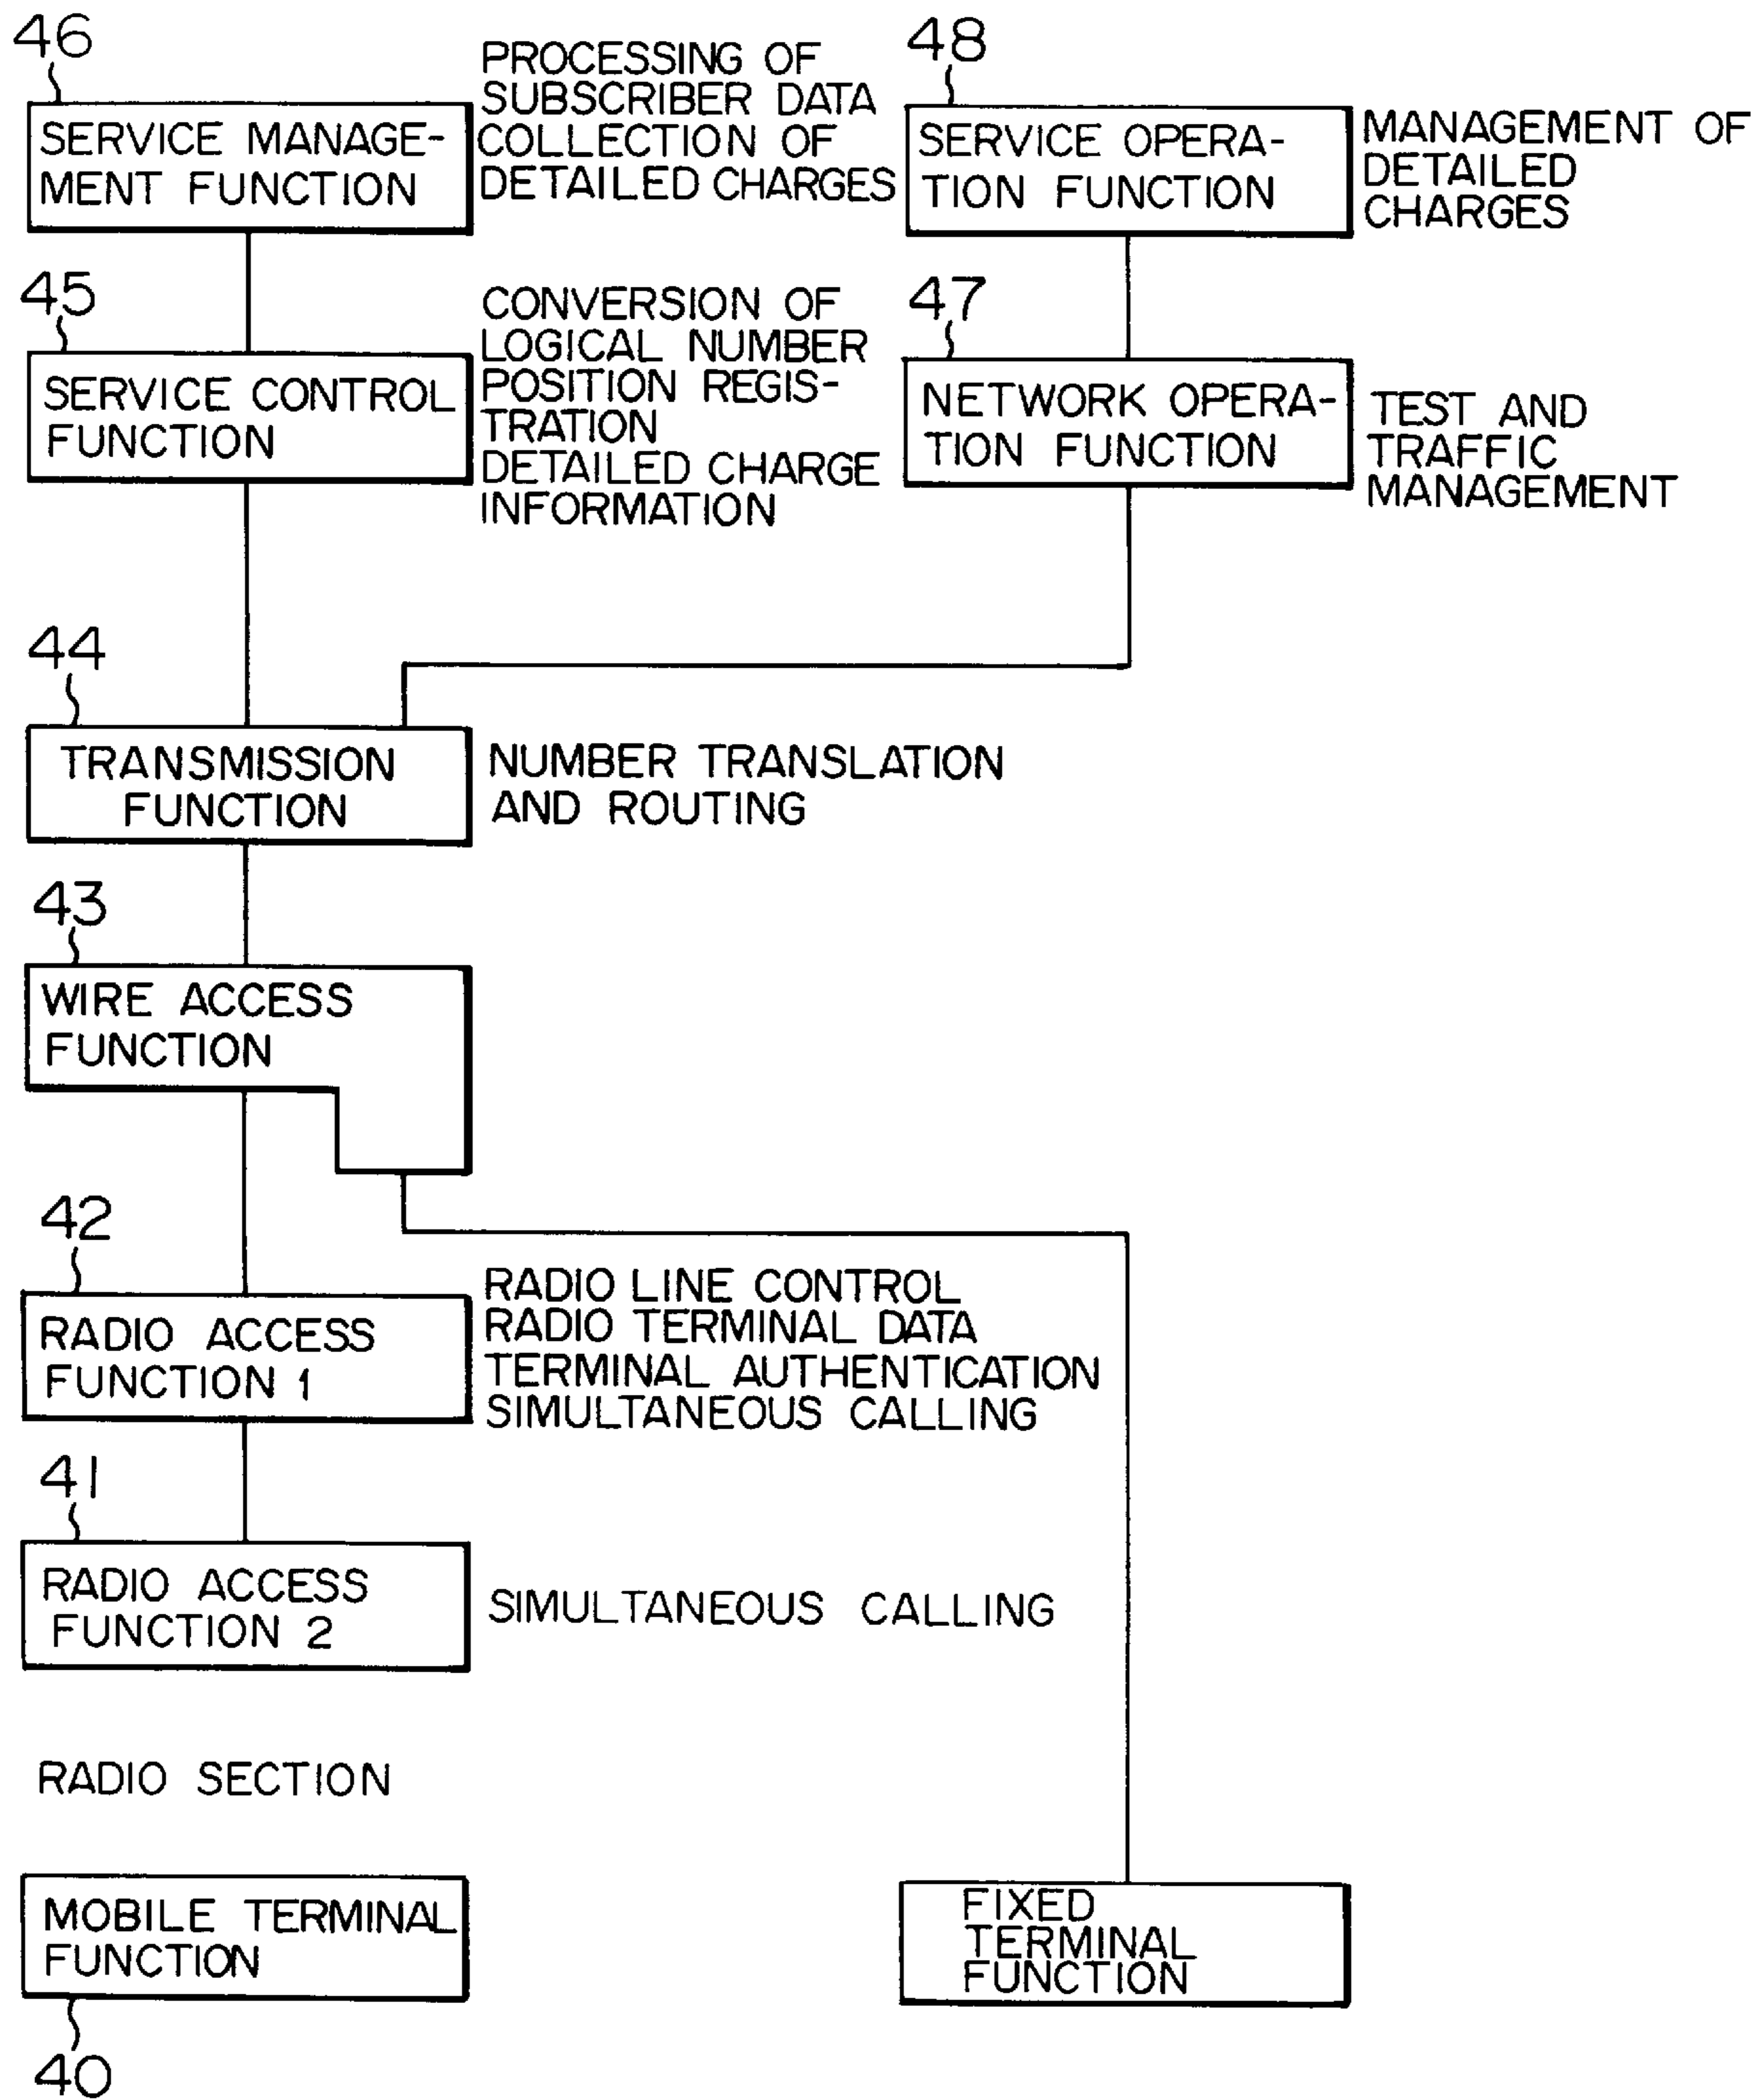 46
PROCESSING OF
SUBSCRIBER DATA
COLLECTION OF
DETAILED CHARGES
SERVICE MANAGE-
MENT FUNCTION
48
SERVICE OPERA-
TION FUNCTION
MANAGEMENT OF
DETAILED
CHARGES
45
SERVICE CONTROL
FUNCTION
CONVERSION OF
LOGICAL NUMBER
POSITION REGIS-
TRATION
DETAILED CHARGE
INFORMATION
47
NETWORK OPERA-
TION FUNCTION
TEST AND
TRAFFIC
MANAGEMENT
44
TRANSMISSION
FUNCTION
NUMBER TRANSLATION
AND ROUTING
43
WIRE ACCESS
FUNCTION
42
RADIO ACCESS
FUNCTION 1
RADIO LINE CONTROL
RADIO TERMINAL DATA
TERMINAL AUTHENTICATION
SIMULTANEOUS CALLING
41
RADIO ACCESS
FUNCTION 2
SIMULTANEOUS CALLING
RADIO SECTION
MOBILE TERMINAL
FUNCTION
40
FIXED
TERMINAL
FUNCTION